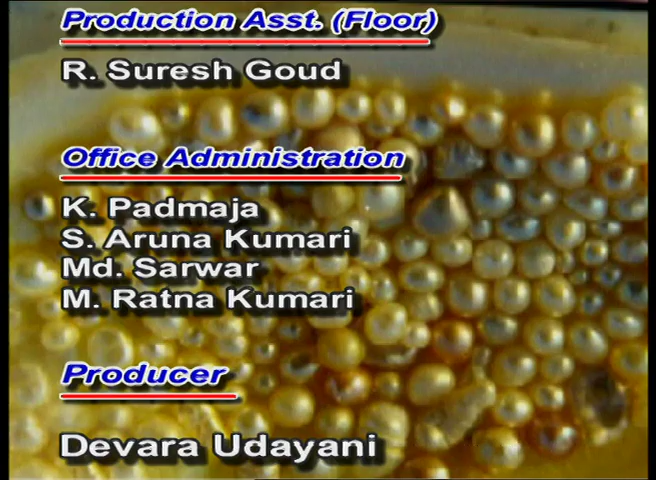 Production Asst. (Floor)
R. Suresh Goud
Office Administration
K. Padmaja
S. Aruna Kumari
Md. Sarwar
M. Ratna Kumari
Producer
Devara Udayani